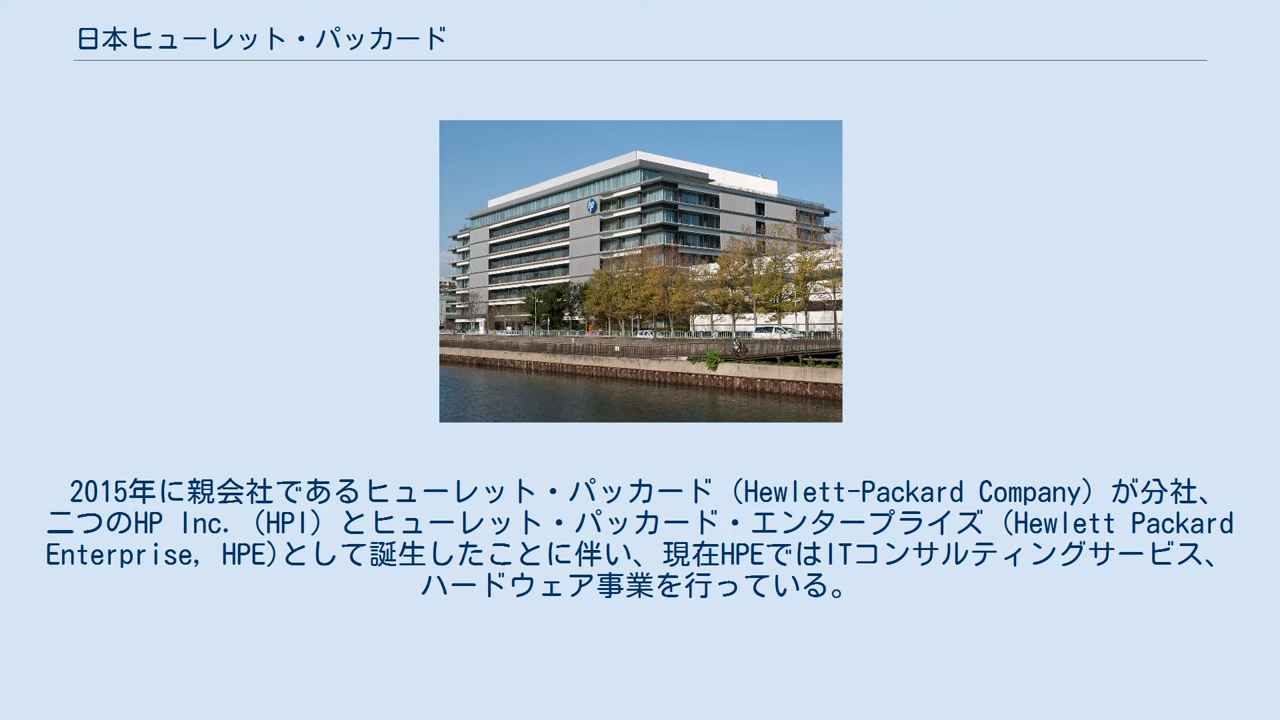 日本ヒューレット・パッカード
hp
2015年に親会社であるヒューレット・パッカード（Hewlett-Packard Company）が分社、
二つのHP Inc.（HPI）とヒューレット・パッカード・エンタープライズ（Hewlett Packard
Enterprise, HPE)として誕生したことに伴い、現在HPEではITコンサルティングサービス、
ハードウェア事業を行っている。